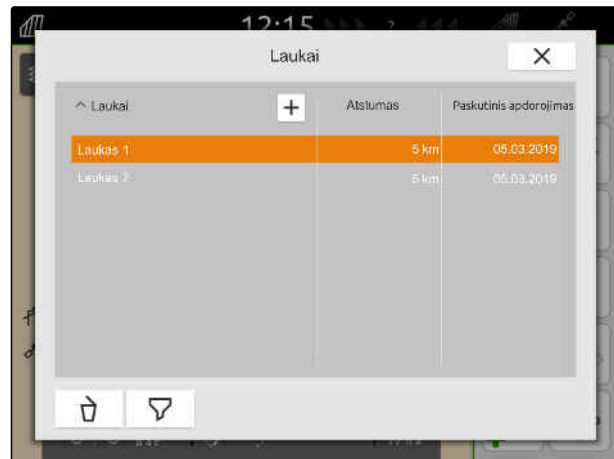 12:15
Laukai
Laukai + Atstumas Paskutinis apdorojimas
Laukas 1 5 km 05.03.2019
Laukas 2 5 km 05.03.2019